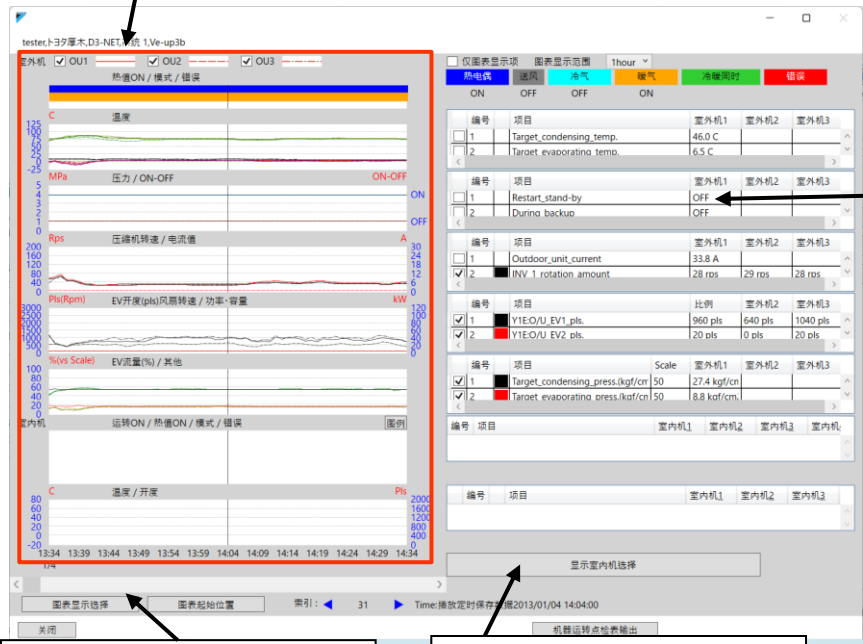 tester,トヨタ厚木,D3-NET,系統 1,Ve-up3b
室外机 OU1 OU2 OU3
热值ON / 模式 / 错误
C 温度
125
100
75
50
25
0
-25
MPa 压力 / ON-OFF ON-OFF
5
4 ON
3
2
1 OFF
0
Rps 压缩机转速 / 电流值 A
200 30
160 24
120 18
80 12
40 6
0 0
Pls(Rpm) EV开度(pls)风扇转速 / 功率·容量 kW
3000 120
2500 100
2000 80
1500 60
1000 40
500 20
0 0
%(vs Scale) EV流量(%) / 其他
100
80
60
40
20
0
室内机 运转ON / 热值ON / 模式 / 错误 图例
C 温度 / 开度 Pls
80 2000
60 1600
40 1200
20 800
0 400
-20 0
13:34 13:39 13:44 13:49 13:54 13:59 14:04 14:09 14:14 14:19 14:24 14:29 14:34
1/4
图表显示选择 图表起始位置 索引: 31 Time:播放定时保存数据2013/01/04 14:04:00
关闭 机器运转点检表输出
仅图表显示项 图表显示范围 1hour
热电偶 送风 冷气 暖气 冷暖同时 错误
ON OFF OFF ON
编号 项目 室外机1 室外机2 室外机3
1 Target_condensing_temp. 46.0 C
2 Target_evaporating_temp. 6.5 C
编号 项目 室外机1 室外机2 室外机3
1 Restart_stand-by OFF
2 During_backup OFF
编号 项目 室外机1 室外机2 室外机3
1 Outdoor_unit_current 33.8 A
2 INV_1_rotation_amount 28 rps 29 rps 28 rps
编号 项目 比例 室外机2 室外机3
1 Y1E:O/U_EV1_pls. 960 pls 640 pls 1040 pls
2 Y1E:O/U_EV2_pls. 20 pls 0 pls 20 pls
编号 项目 Scale 室外机1 室外机2 室外机3
1 Target_condensing_press.(kgf/cm 50 27.4 kgf/cm
2 Target_evaporating_press.(kgf/cm 50 8.8 kgf/cm.
编号 项目 室内机1 室内机2 室内机3 室内机
编号 项目 室内机1 室内机2 室内机3
显示室内机选择